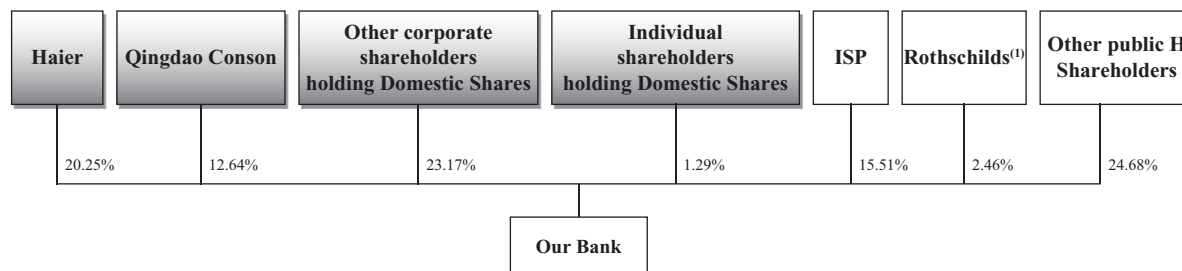 Haier
Qingdao Conson
Other corporate
shareholders
holding Domestic Shares
Individual
shareholders
holding Domestic Shares
ISP
Rothschilds(1)
Other public H
Shareholders
20.25%
12.64%
23.17%
1.29%
15.51%
2.46%
24.68%
Our Bank